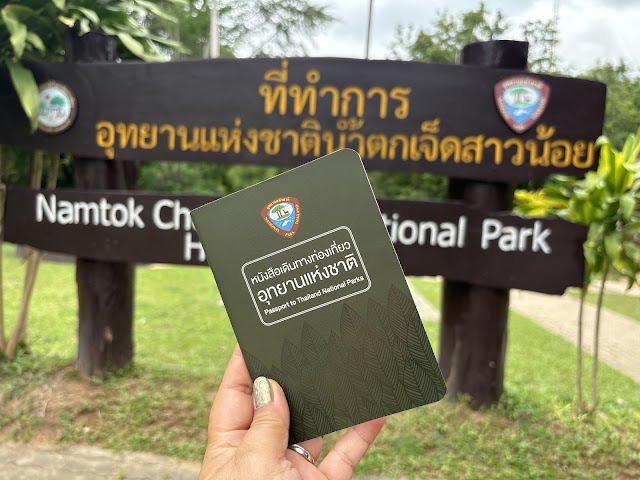 ที่ทำการ
อุทยานแห่งชาติน้ำตกเจ็ดสาวน้อย
Namtok
National Park
หนังสือเดินทางท่องเที่ยว
อุทยานแห่งชาติ
Passport to Thailand National Parks